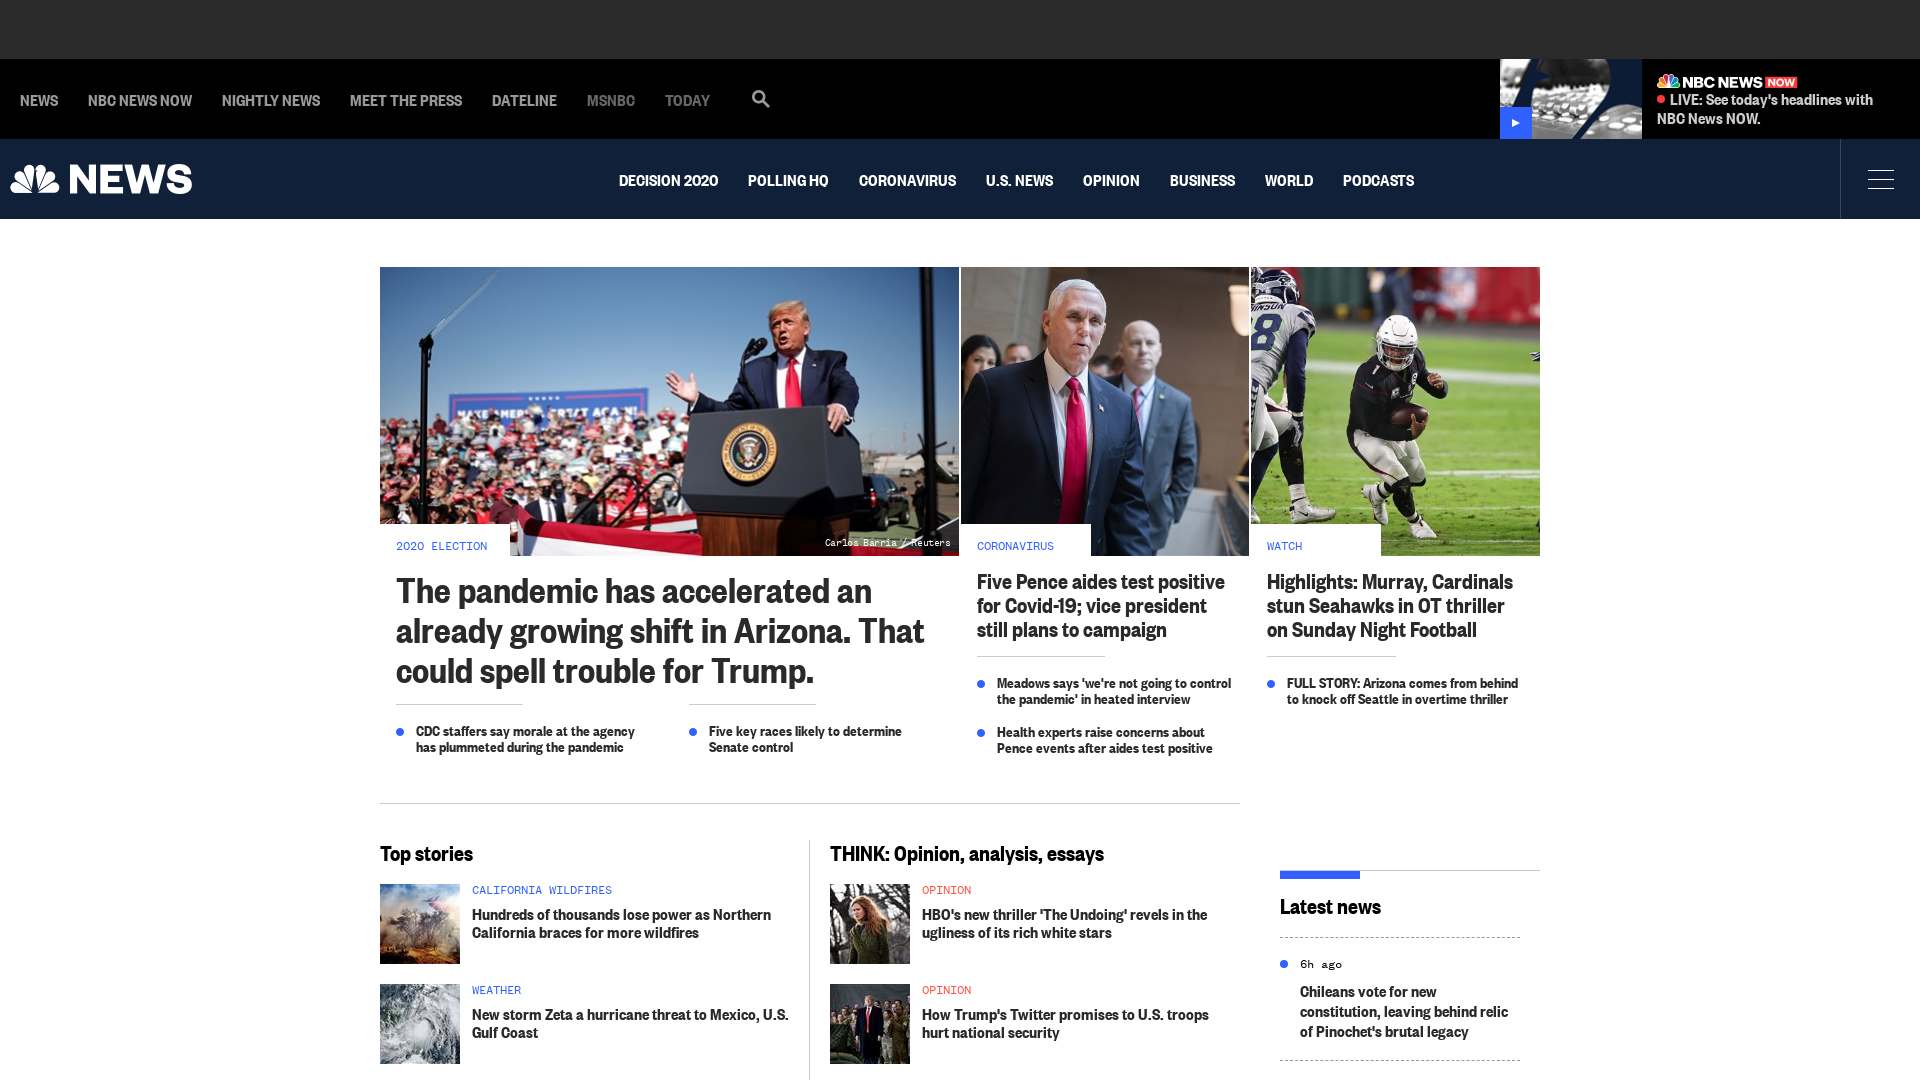 NEWS
NBC NEWS NOW
NIGHTLY NEWS
MEET THE PRESS
DATELINE
MSNBC
TODAY
NBC NEWS NOW
LIVE: See today's headlines with
NBC News NOW.
NEWS
DECISION 2020
POLLING HQ
CORONAVIRUS
U.S. NEWS
OPINION
BUSINESS
WORLD
PODCASTS
MAKE AMERICA GREAT AGAIN!
Carlos Barria / Reuters
2020 ELECTION
The pandemic has accelerated an
already growing shift in Arizona. That
could spell trouble for Trump.
CDC staffers say morale at the agency
has plummeted during the pandemic
Five key races likely to determine
Senate control
CORONAVIRUS
Five Pence aides test positive
for Covid-19; vice president
still plans to campaign
Meadows says 'we're not going to control
the pandemic' in heated interview
Health experts raise concerns about
Pence events after aides test positive
WATCH
Highlights: Murray, Cardinals
stun Seahawks in OT thriller
on Sunday Night Football
FULL STORY: Arizona comes from behind
to knock off Seattle in overtime thriller
Top stories
CALIFORNIA WILDFIRES
Hundreds of thousands lose power as Northern
California braces for more wildfires
WEATHER
New storm Zeta a hurricane threat to Mexico, U.S.
Gulf Coast
THINK: Opinion, analysis, essays
OPINION
HBO's new thriller 'The Undoing' revels in the
ugliness of its rich white stars
OPINION
How Trump's Twitter promises to U.S. troops
hurt national security
Latest news
6h ago
Chileans vote for new
constitution, leaving behind relic
of Pinochet's brutal legacy